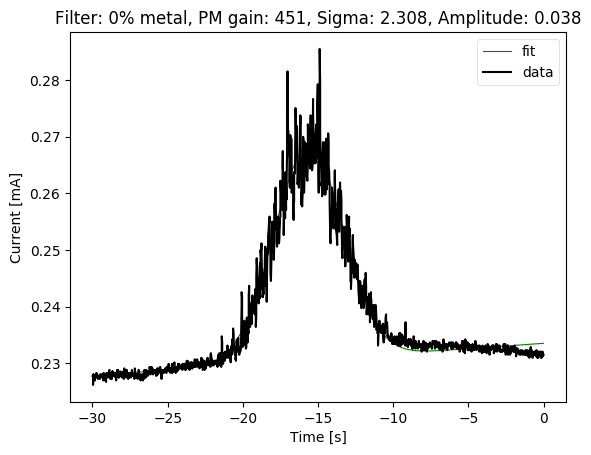 Filter: 0% metal, PM gain: 451, Sigma: 2.308, Amplitude: 0.038
fit
data
0.28
0.27
0.26
0.25
0.24
0.23
Current [mA]
−30
−25
−20
−15
−10
−5
0
Time [s]